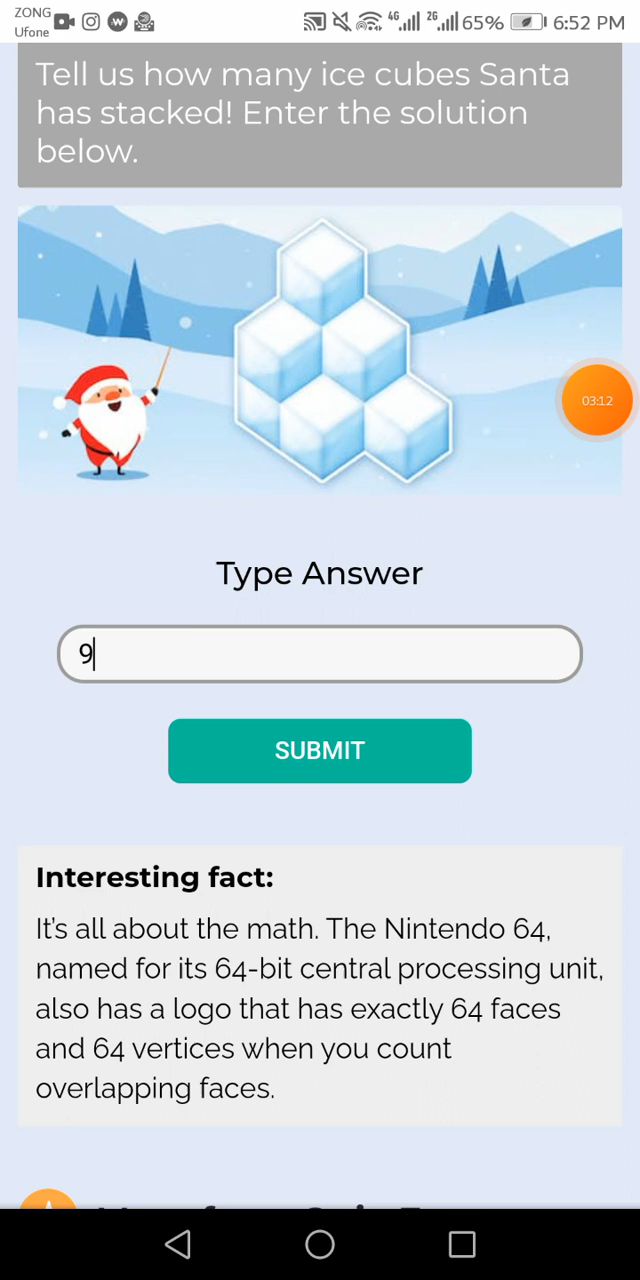 ZONG
Ufone
W
4G
2G
65%
6:52 PM
Tell us how many ice cubes Santa
has stacked! Enter the solution
below.
03:12
Type Answer
9
SUBMIT
Interesting fact:
It's all about the math. The Nintendo 64,
named for its 64-bit central processing unit,
also has a logo that has exactly 64 faces
and 64 vertices when you count
overlapping faces.